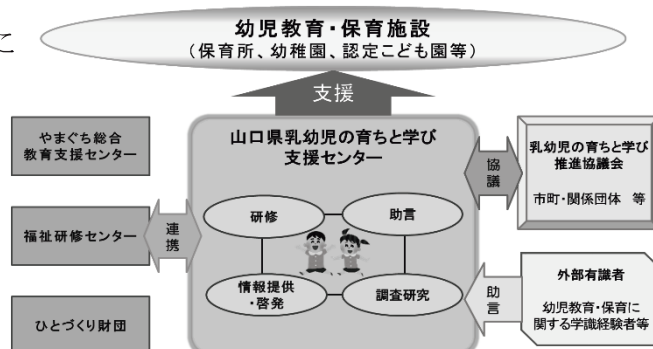 に
幼児教育・保育施設
（保育所、幼稚園、認定こども園等）
支援
山口県乳幼児の育ちと学び
支援センター
研修
助言
情報提供
・啓発
調査研究
やまぐち総合
教育支援センター
福祉研修センター
ひとづくり財団
連携
協議
乳幼児の育ちと学び
推進協議会
市町・関係団体　等
助言
外部有識者
幼児教育・保育に
関する学識経験者等